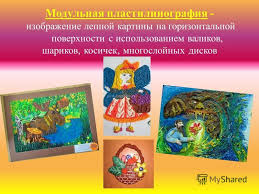 Модульная пластилинография -
изображение лепной картины на горизонтальной
поверхности с использованием валиков,
шариков, косичек, многослойных дисков
MyShared